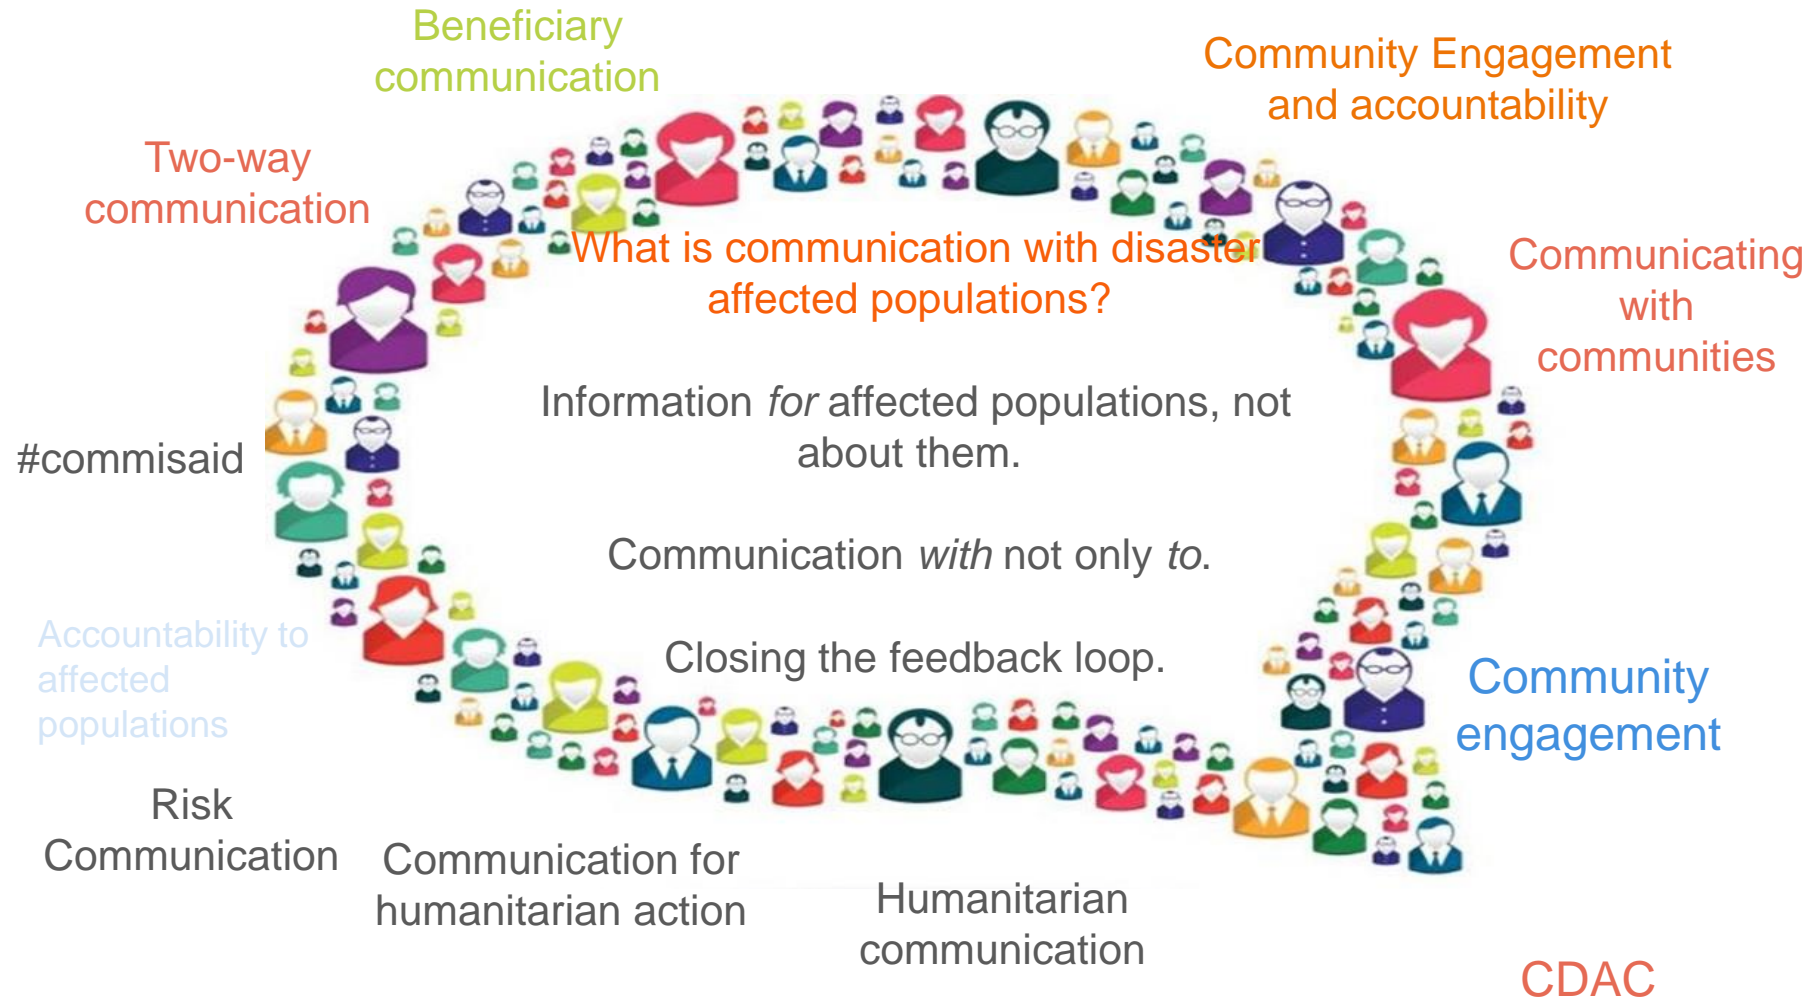 Beneficiary
communication
Community Engagement
and accountability
Two-way
communication
What is communication with disaster
affected populations?
Communicating
with
communities
Information for affected populations, not
about them.
#commisaid
Communication with not only to.
Accountability to
affected
populations
Closing the feedback loop.
Community
engagement
Risk
Communication
Communication for
humanitarian action
Humanitarian
communication
CDAC